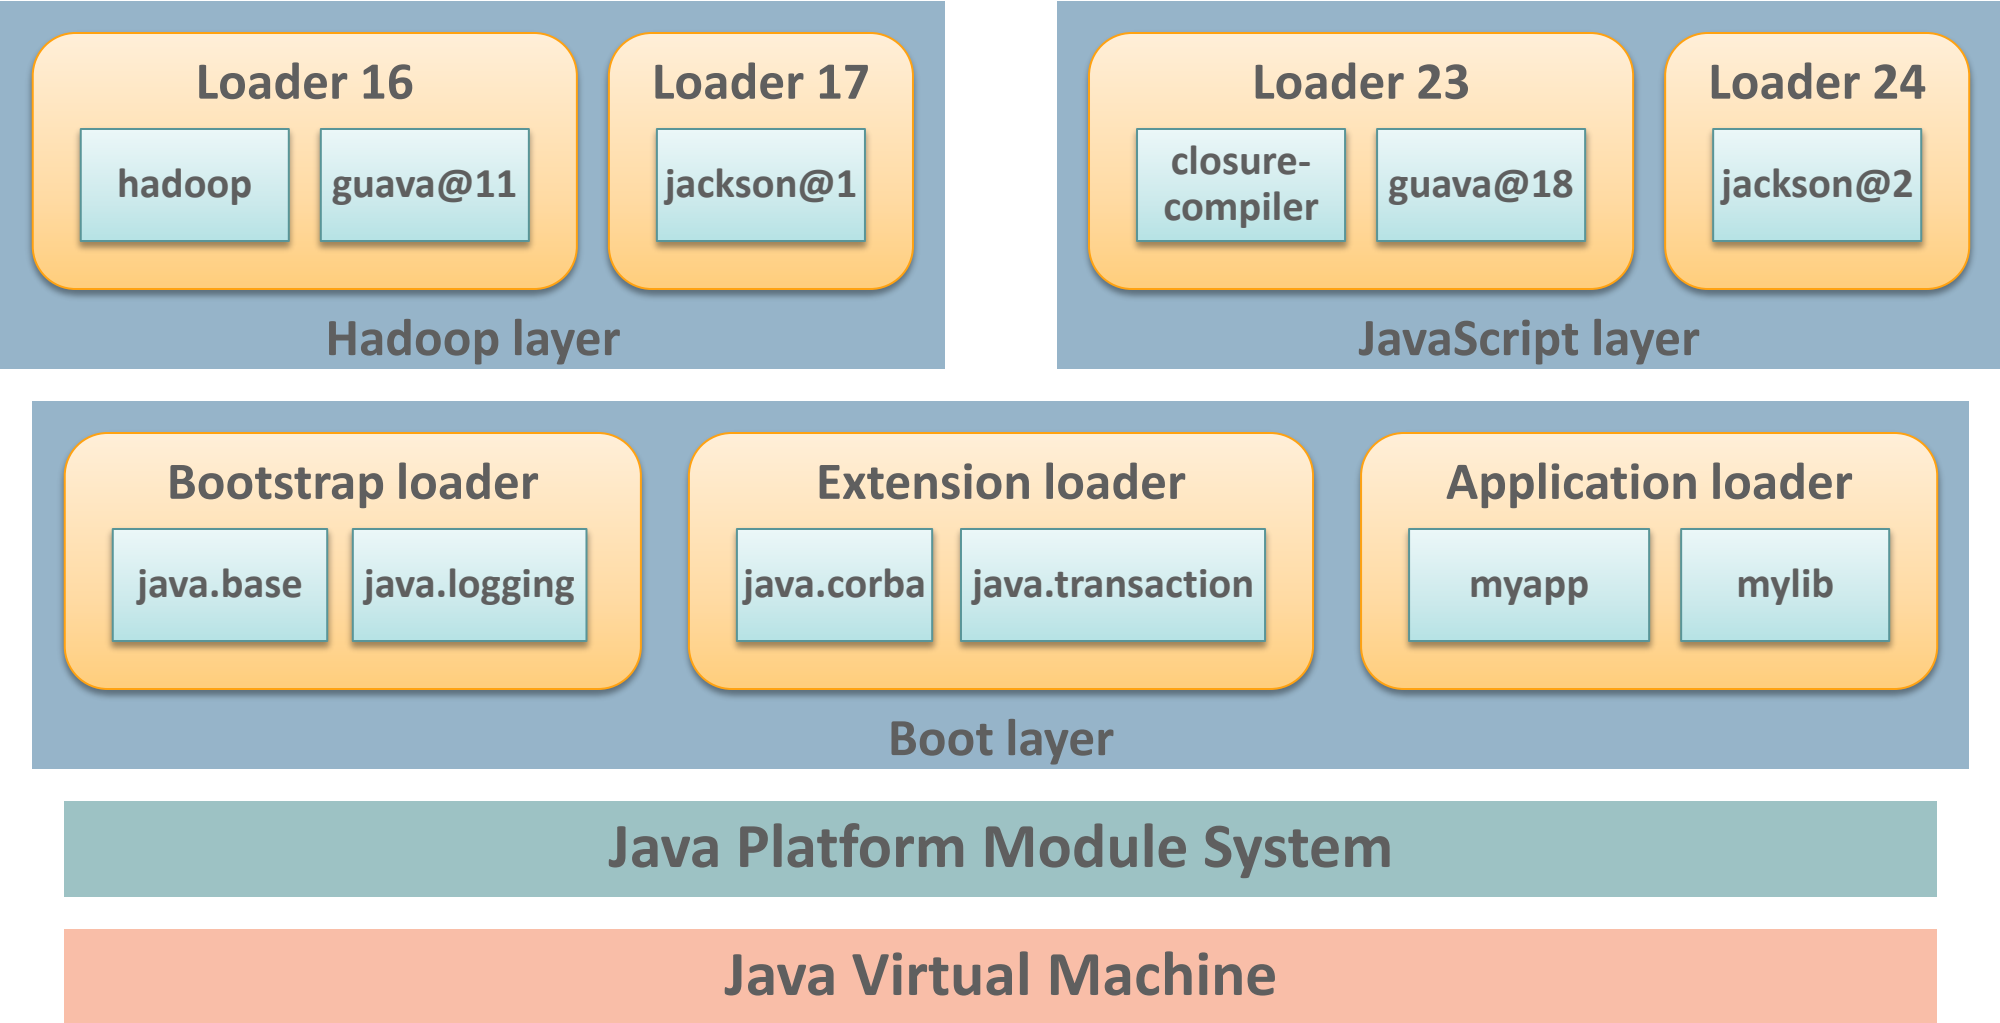 Loader 16
hadoop
guava@11
Loader 17
jackson@1
Hadoop layer
Loader 23
closure-
compiler
guava@18
Loader 24
jackson@2
JavaScript layer
Bootstrap loader
java.base
java.logging
Extension loader
java.corba
java.transaction
Application loader
myapp
mylib
Boot layer
Java Platform Module System
Java Virtual Machine